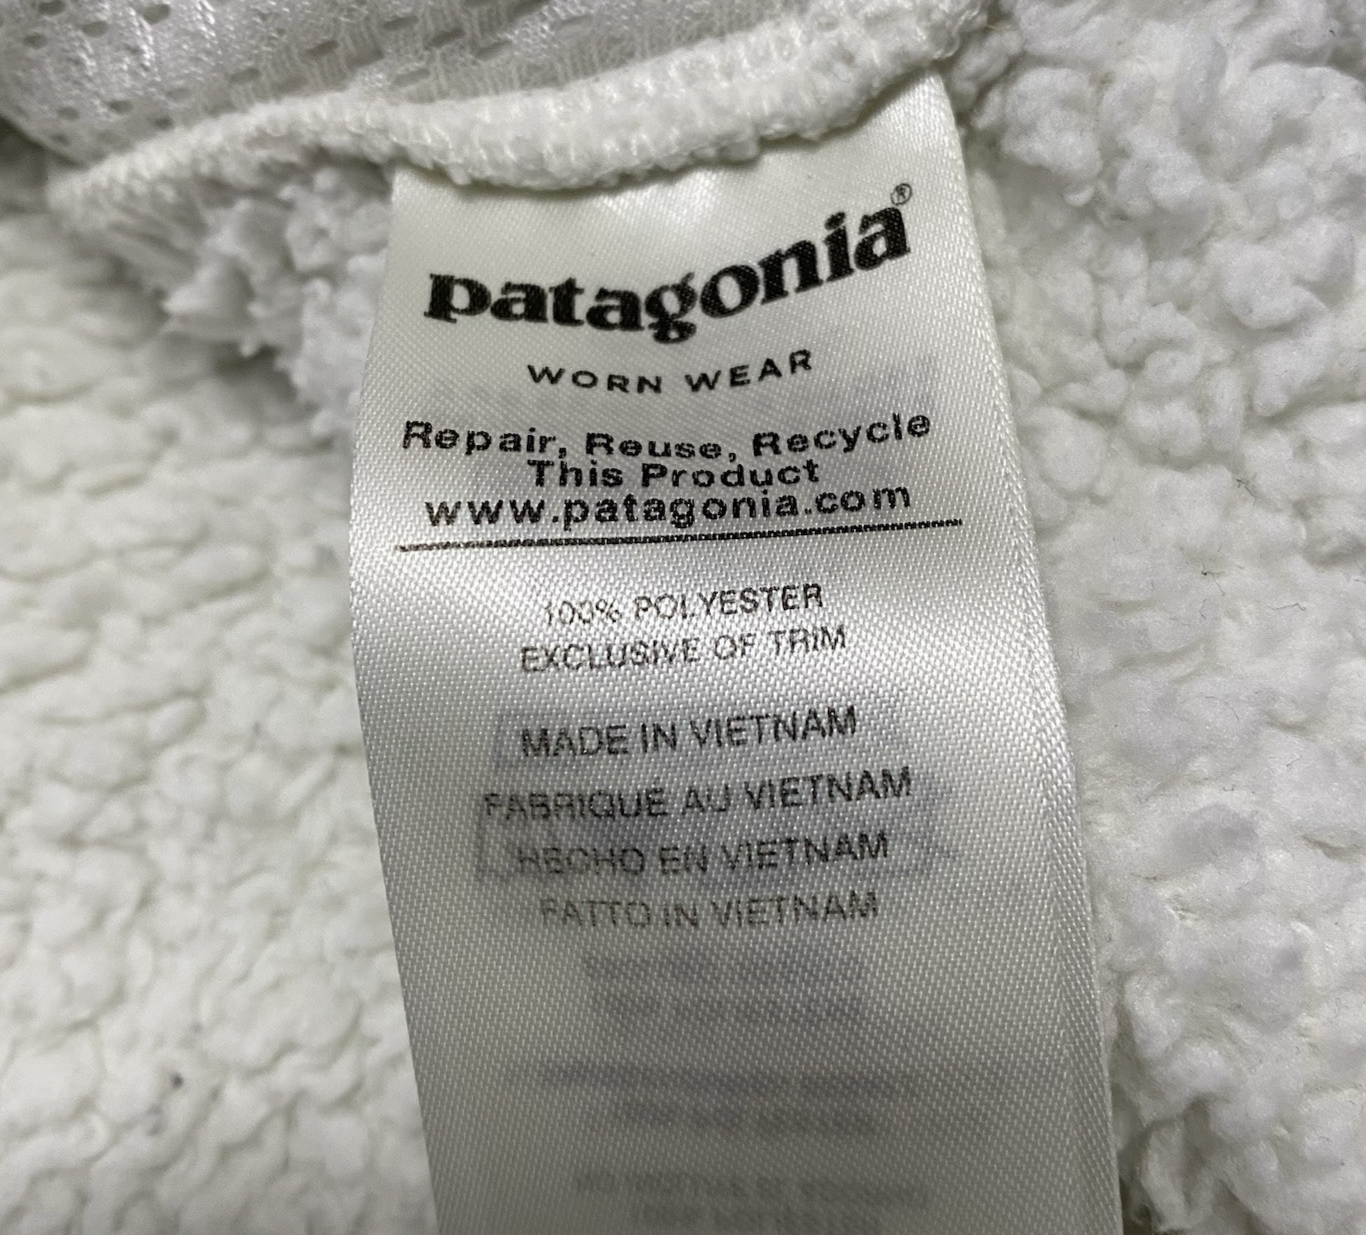 patagonia®
WORN WEAR
Repair, Reuse, Recycle
This Product
www.patagonia.com
100% POLYESTER
EXCLUSIVE OF TRIM
MADE IN VIETNAM
FABRIQUÉ AU VIETNAM
HECHO EN VIETNAM
FATTO IN VIETNAM